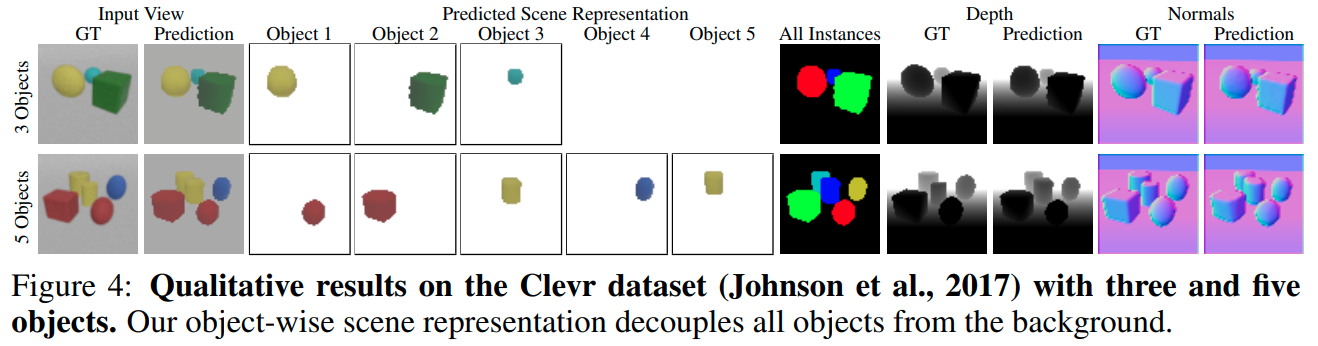 Input View Predicted Scene Representation Depth Normals
GT Prediction Object 1 Object 2 Object 3 Object 4 Object 5 All Instances GT Prediction GT Prediction
3 Objects
5 Objects
Figure 4: Qualitative results on the Clevr dataset (Johnson et al., 2017) with three and five
objects. Our object-wise scene representation decouples all objects from the background.